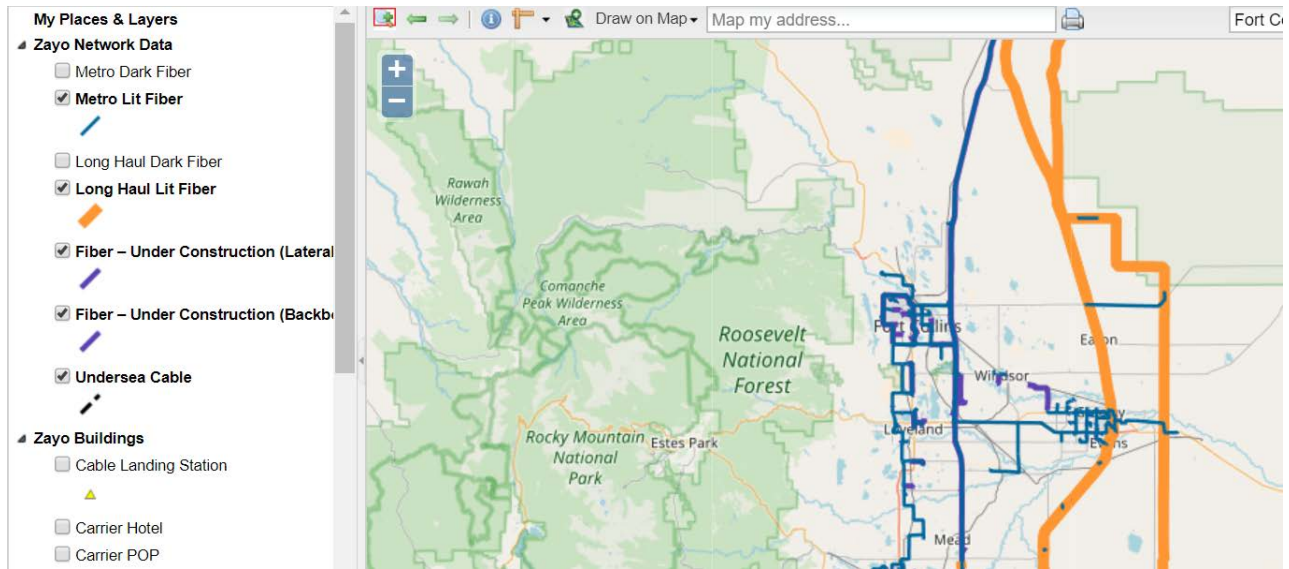 My Places & Layers
Zayo Network Data
Metro Dark Fiber
Metro Lit Fiber
Long Haul Dark Fiber
Long Haul Lit Fiber
Fiber – Under Construction (Lateral
Fiber – Under Construction (Backb
Undersea Cable
Zayo Buildings
Cable Landing Station
Carrier Hotel
Carrier POP
Draw on Map
Map my address...
Fort C
+
−
Rawah
Wilderness
Area
Comanche
Peak Wilderness
Area
Roosevelt
National
Forest
Fort Collins
Eaton
Windsor
Loveland
Greeley
Evans
Rocky Mountain
National
Park
Estes Park
Mead